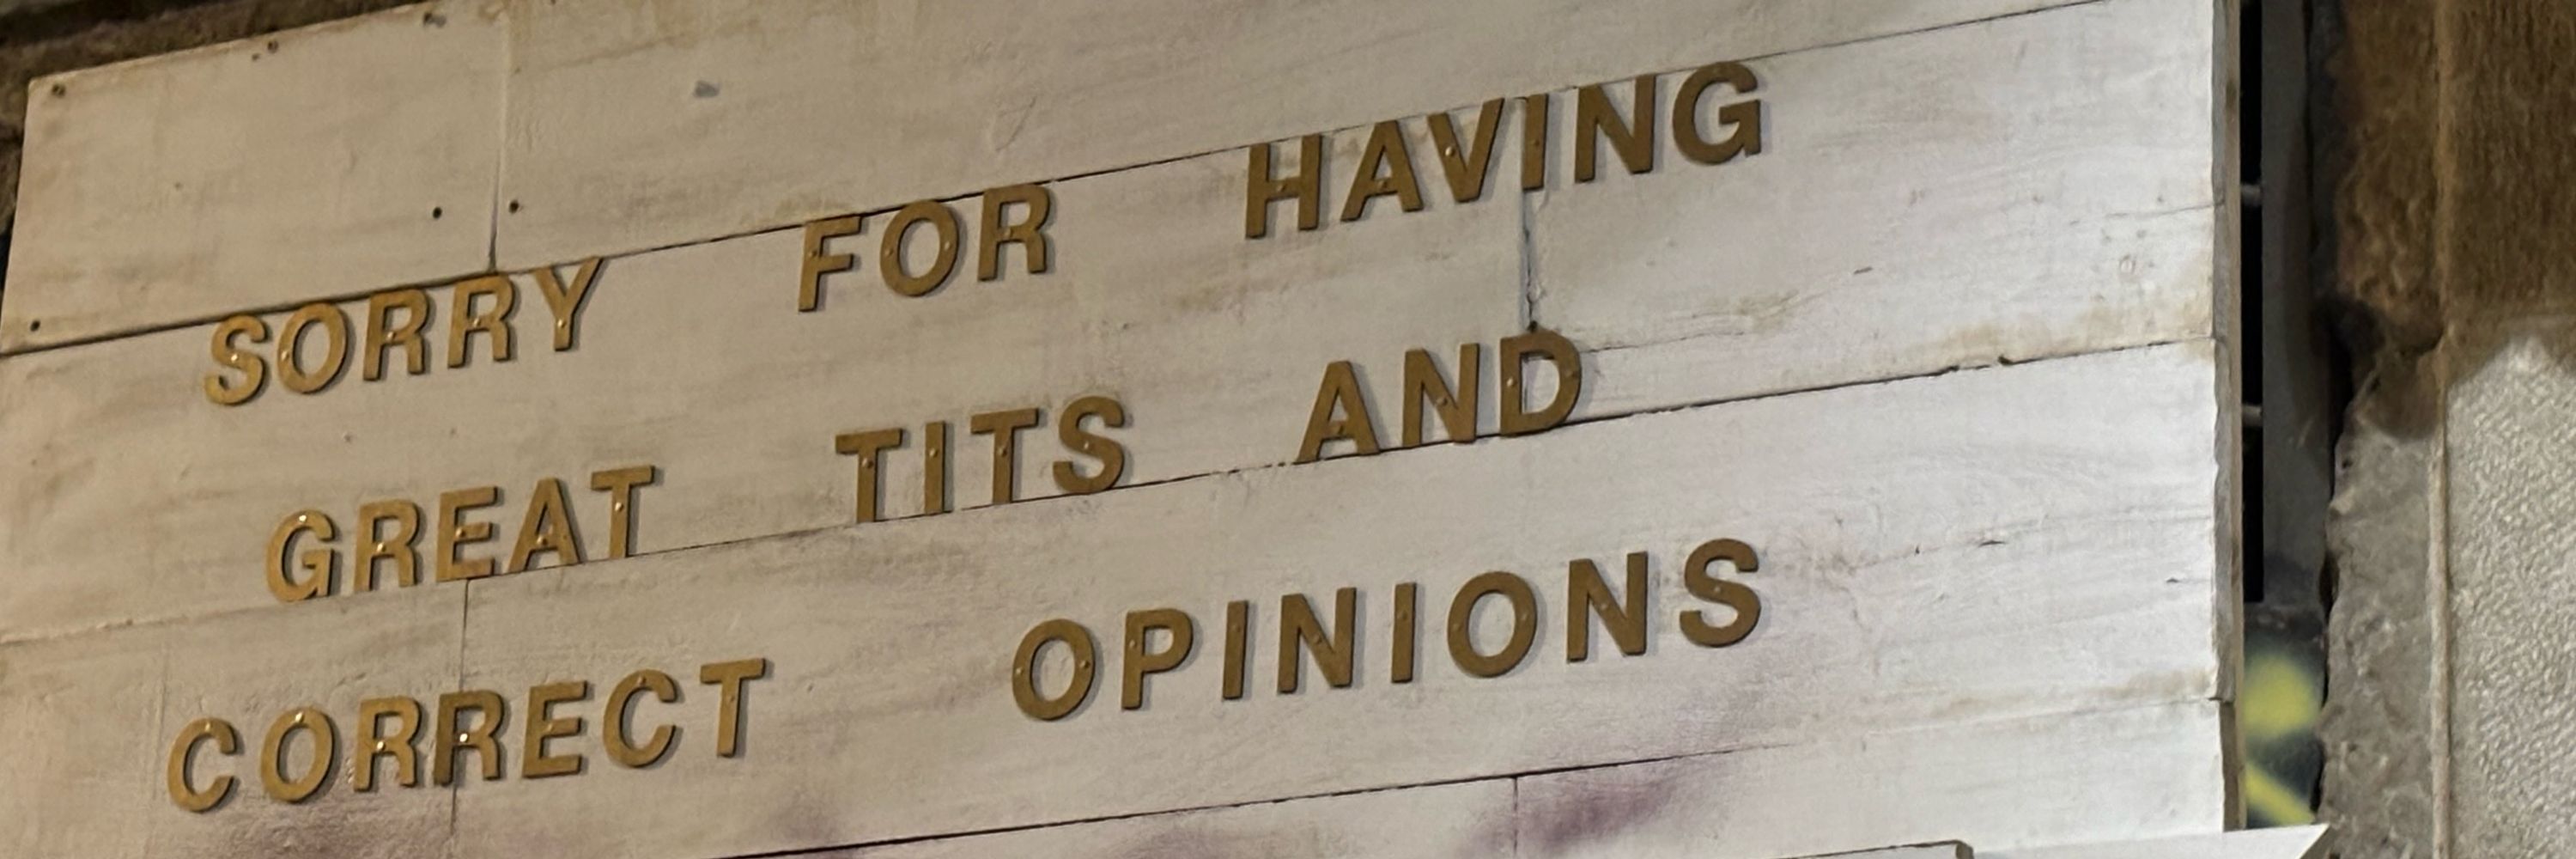 SORRY FOR HAVING
GREAT TITS AND
CORRECT OPINIONS